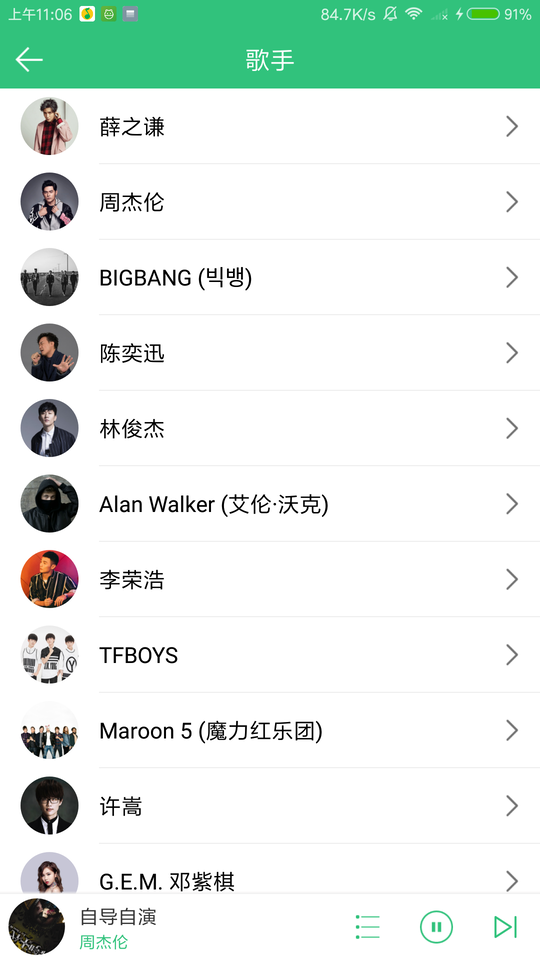 上午11:06 84.7K/s 91%
歌手
薛之谦
周杰伦
BIGBANG (빅뱅)
陈奕迅
林俊杰
Alan Walker (艾伦·沃克)
李荣浩
TFBOYS
Maroon 5 (魔力红乐团)
许嵩
G.E.M. 邓紫棋
自导自演
周杰伦